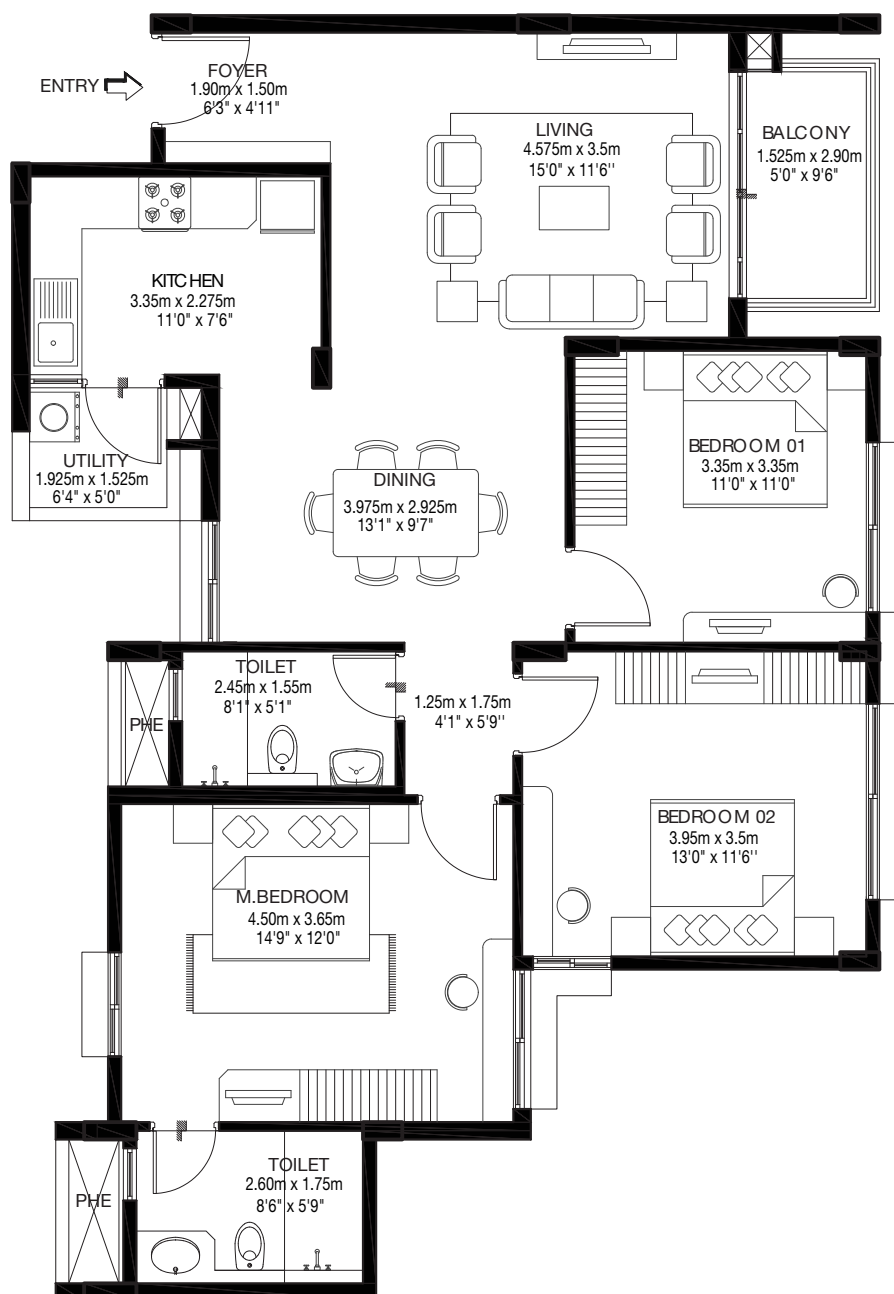 ENTRY
FOYER
1.90m x 1.50m
6'3" x 4'11"
LIVING
4.575m x 3.5m
15'0" x 11'6''
BALCONY
1.525m x 2.90m
5'0" x 9'6"
KITCHEN
3.35m x 2.275m
11'0" x 7'6"
UTILITY
1.925m x 1.525m
6'4" x 5'0"
DINING
3.975m x 2.925m
13'1" x 9'7"
BEDROOM 01
3.35m x 3.35m
11'0" x 11'0"
TOILET
2.45m x 1.55m
8'1" x 5'1"
PHE
1.25m x 1.75m
4'1" x 5'9''
BEDROOM 02
3.95m x 3.5m
13'0" x 11'6''
M.BEDROOM
4.50m x 3.65m
14'9" x 12'0"
TOILET
2.60m x 1.75m
8'6" x 5'9"
PHE